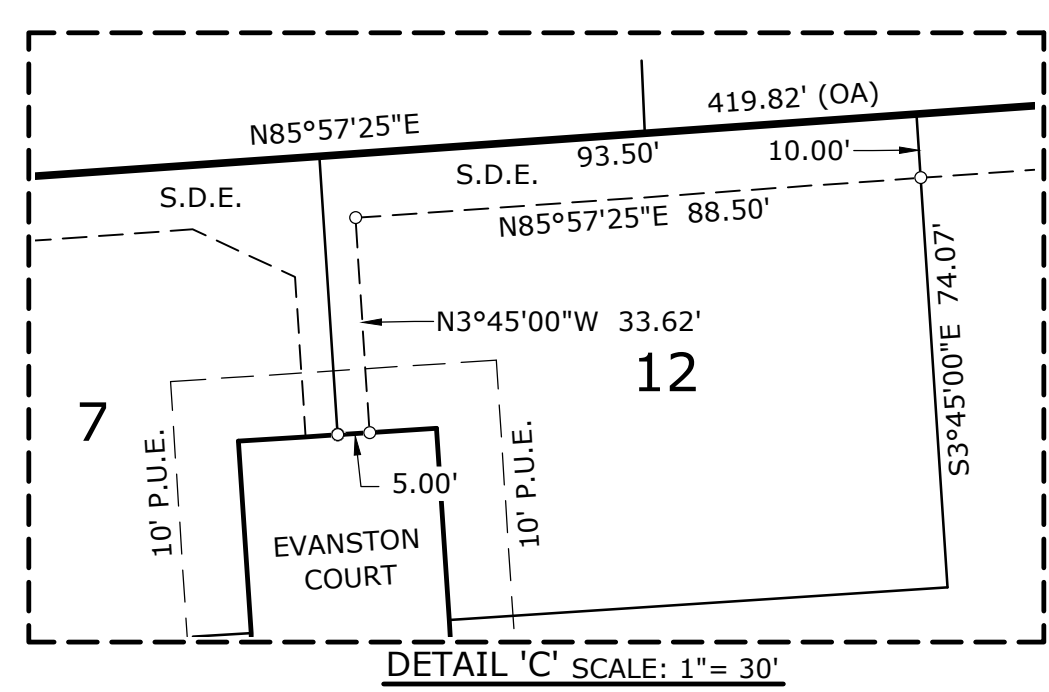 419.82' (OA)
N85°57'25"E
93.50'
10.00'
S.D.E.
S.D.E.
N85°57'25"E 88.50'
S3°45'00"E 74.07'
N3°45'00"W 33.62'
12
7
10' P.U.E.
10' P.U.E.
5.00'
EVANSTON
COURT
DETAIL 'C' SCALE: 1"= 30'